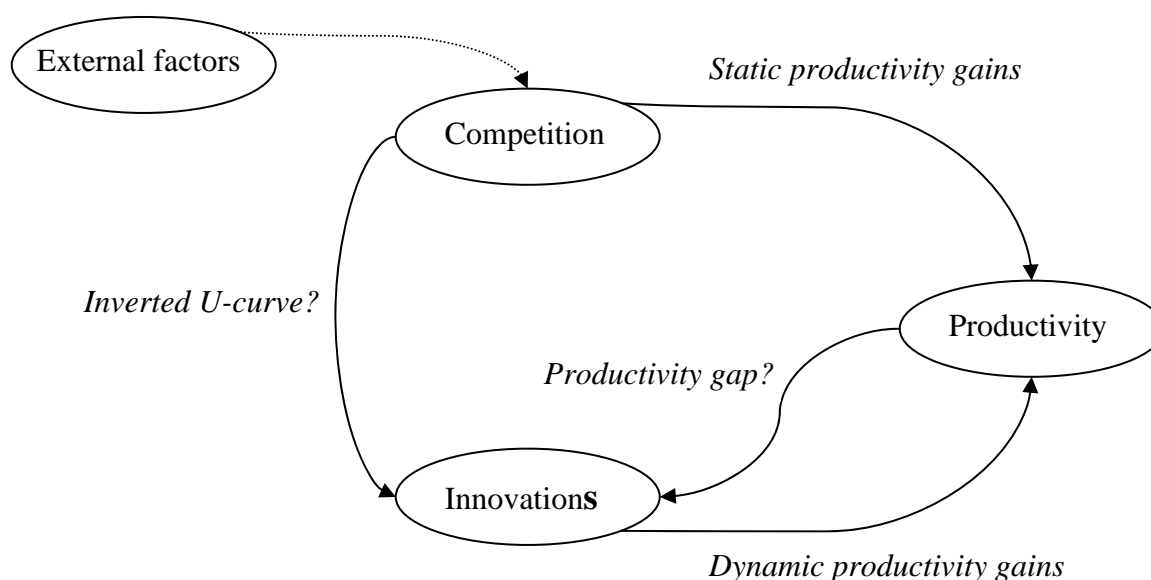 External factors
Static productivity gains
Competition
Inverted U-curve?
Productivity
Productivity gap?
Innovations
Dynamic productivity gains